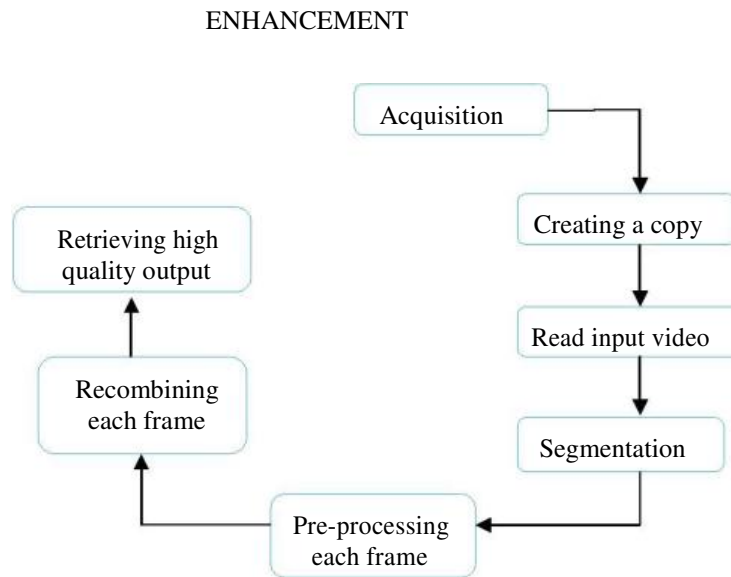 ENHANCEMENT
Acquisition
Creating a copy
Read input video
Segmentation
Pre-processing
each frame
Recombining
each frame
Retrieving high
quality output